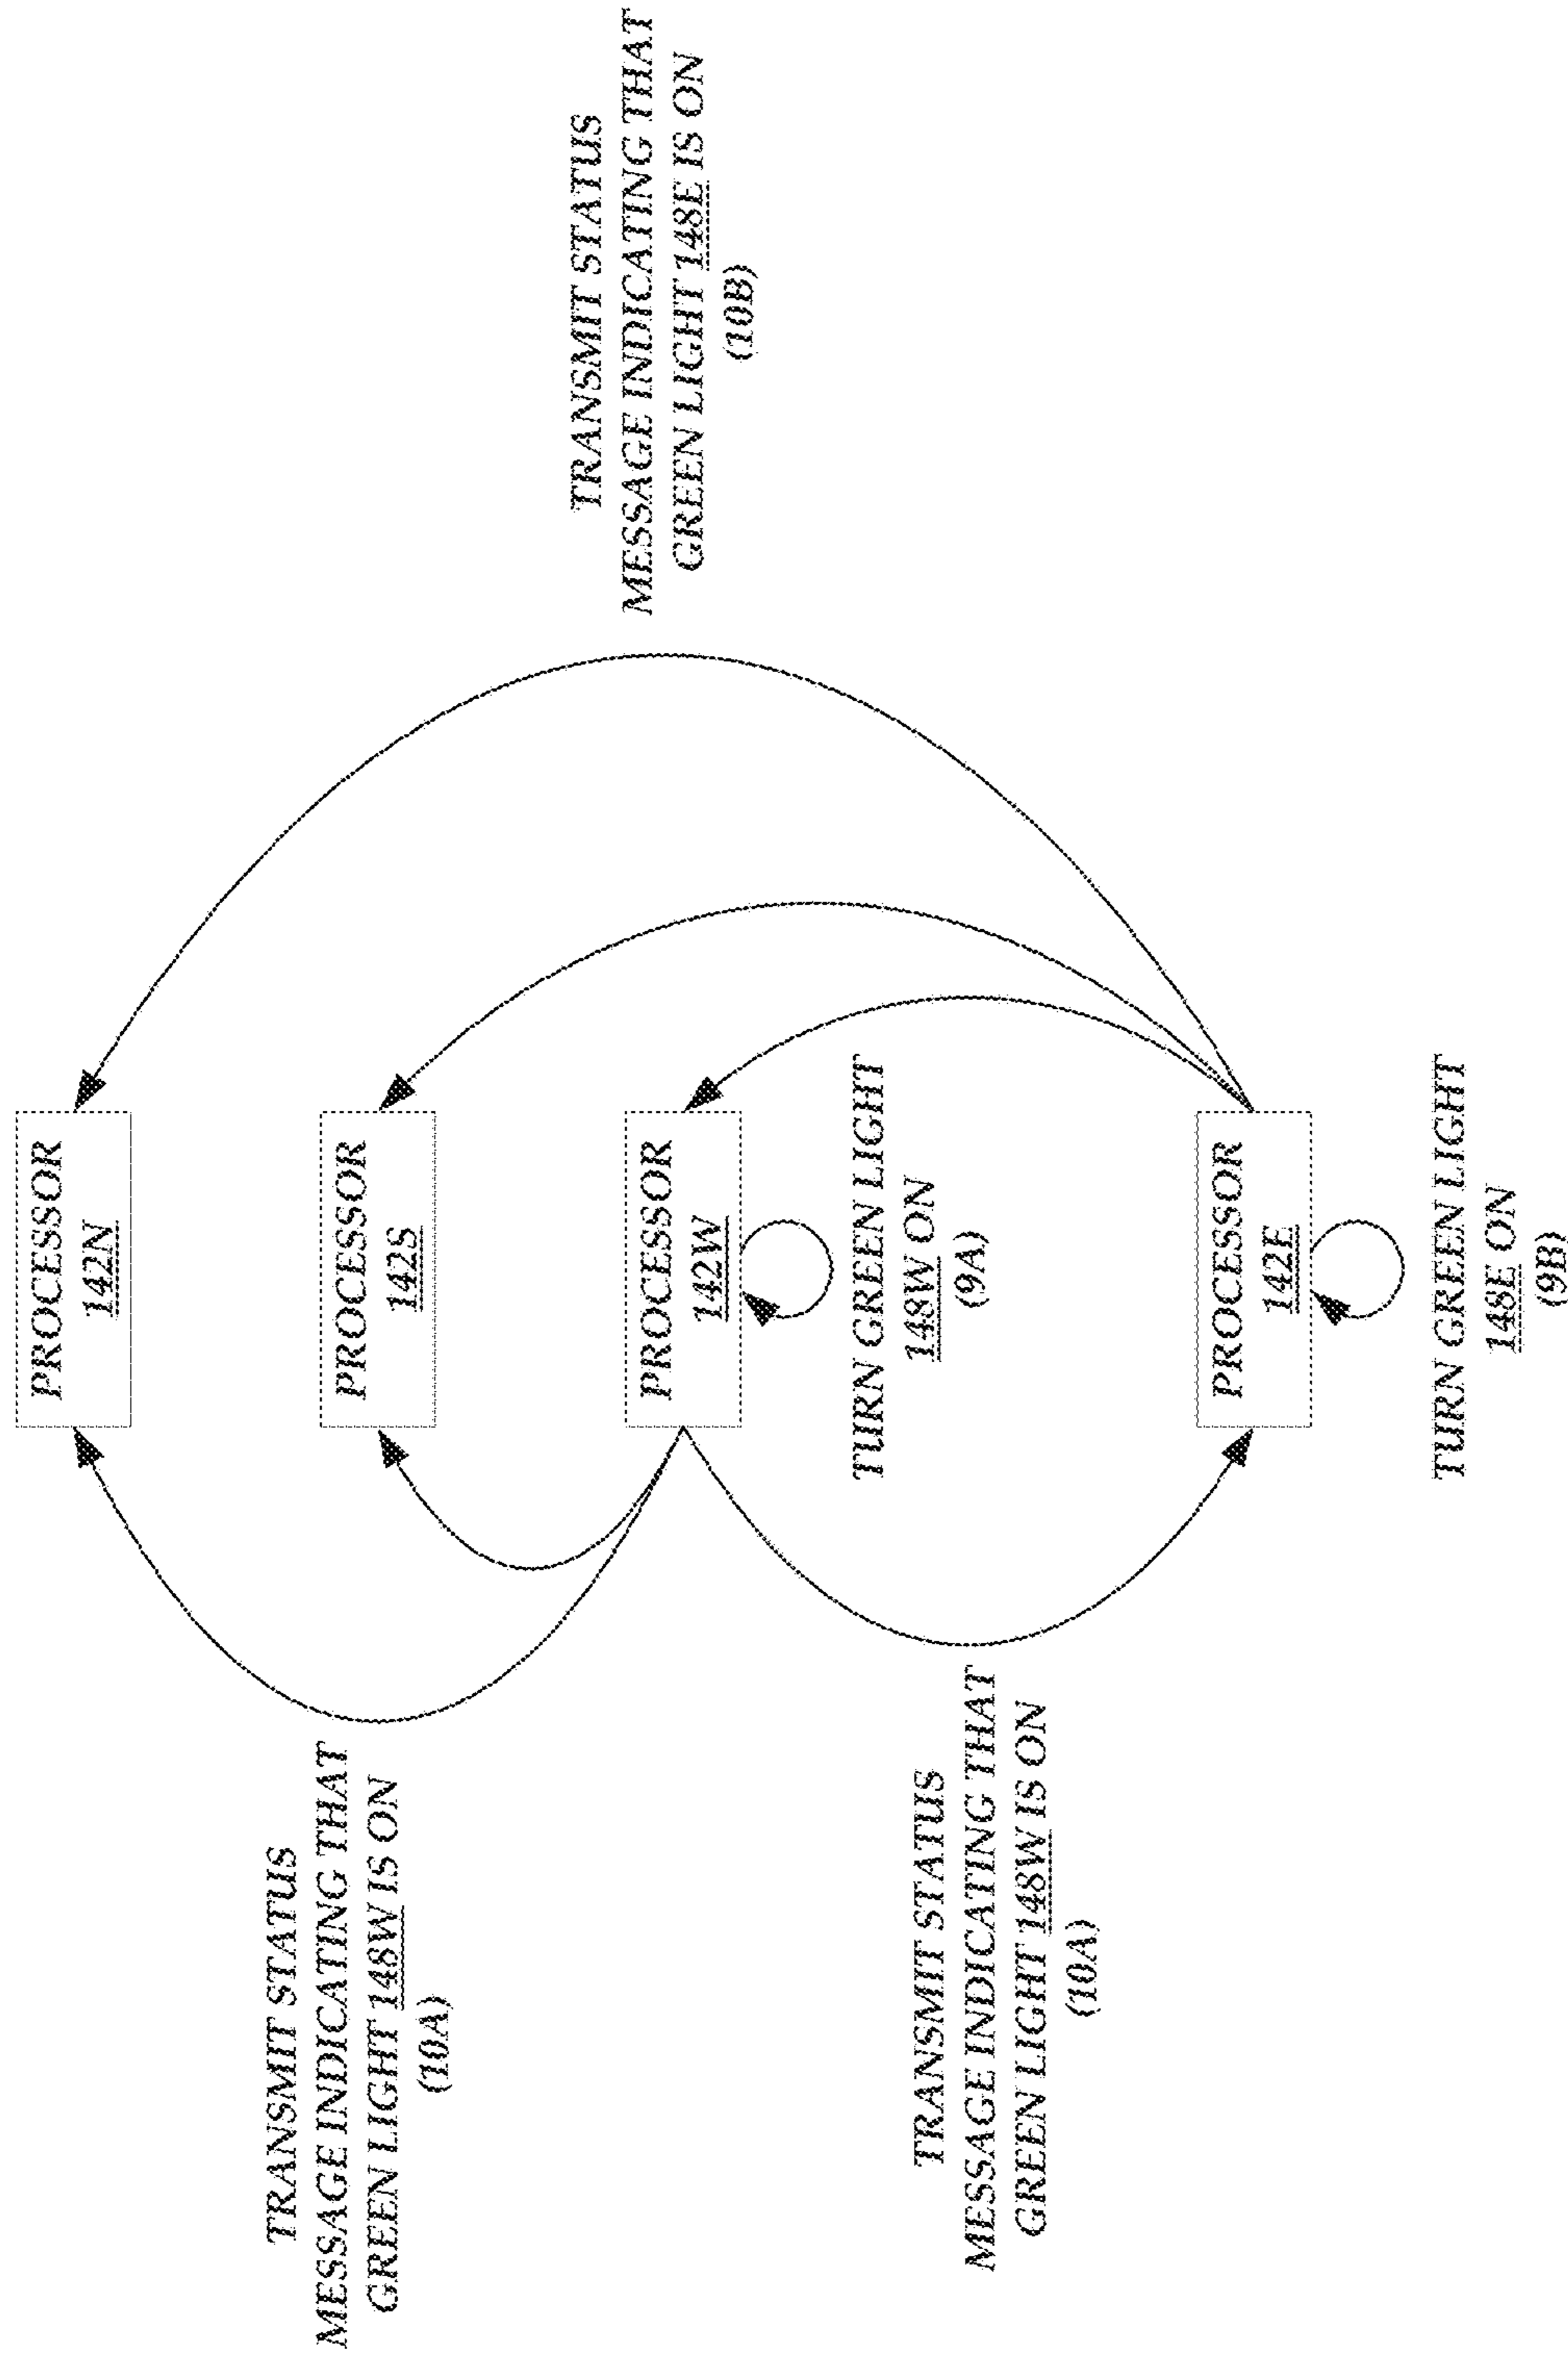 PROCESSOR
142N
TRANSMIT STATUS
MESSAGE INDICATING THAT
GREEN LIGHT 148W IS ON
(10A)
PROCESSOR
142S
TRANSMIT STATUS
MESSAGE INDICATING THAT
GREEN LIGHT 148E IS ON
(10B)
PROCESSOR
142W
TURN GREEN LIGHT
148W ON
(9A)
TRANSMIT STATUS
MESSAGE INDICATING THAT
GREEN LIGHT 148W IS ON
(10A)
PROCESSOR
142E
TURN GREEN LIGHT
148E ON
(9B)